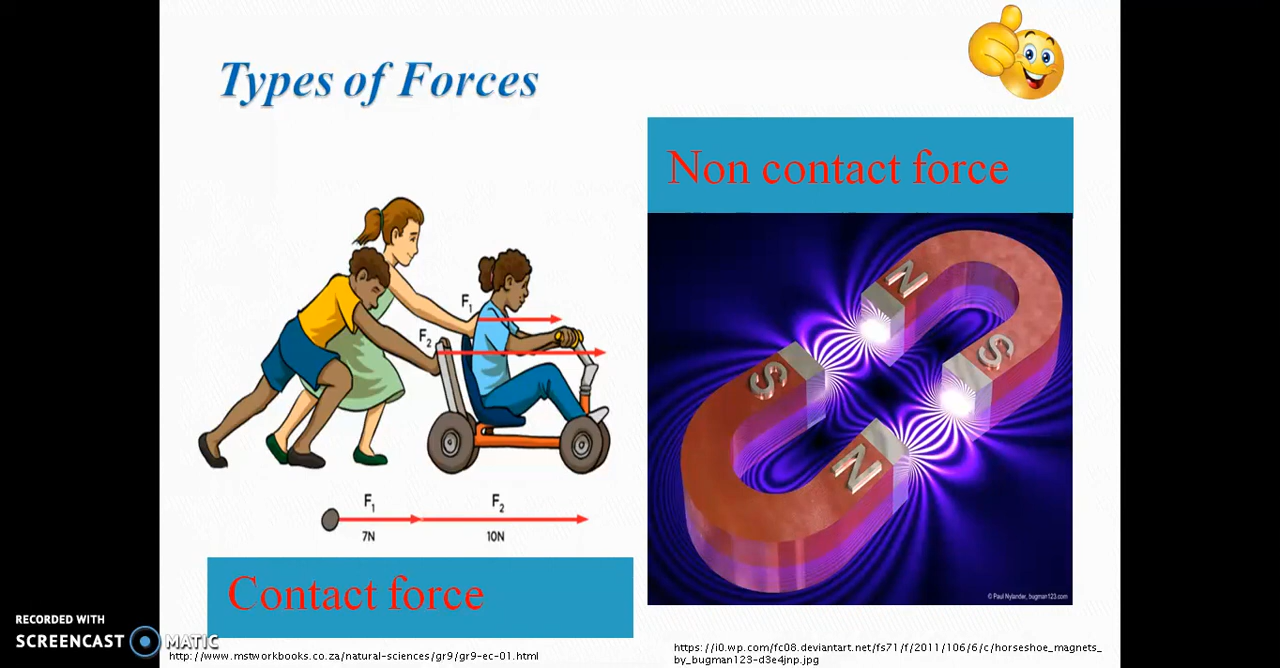 Types of Forces
Non contact force
F1
F2
N
S
S
N
F1
F2
7N
10N
Contact force
© Paul Nylander, bugman123.com
RECORDED WITH
SCREENCAST MATIC
http://www.mstworkbooks.co.za/natural-sciences/gr9/gr9-ec-01.html
https://i0.wp.com/fc08.deviantart.net/fs71/f/2011/106/6/c/horseshoe_magnets_
by_bugman123-d3e4jnp.jpg